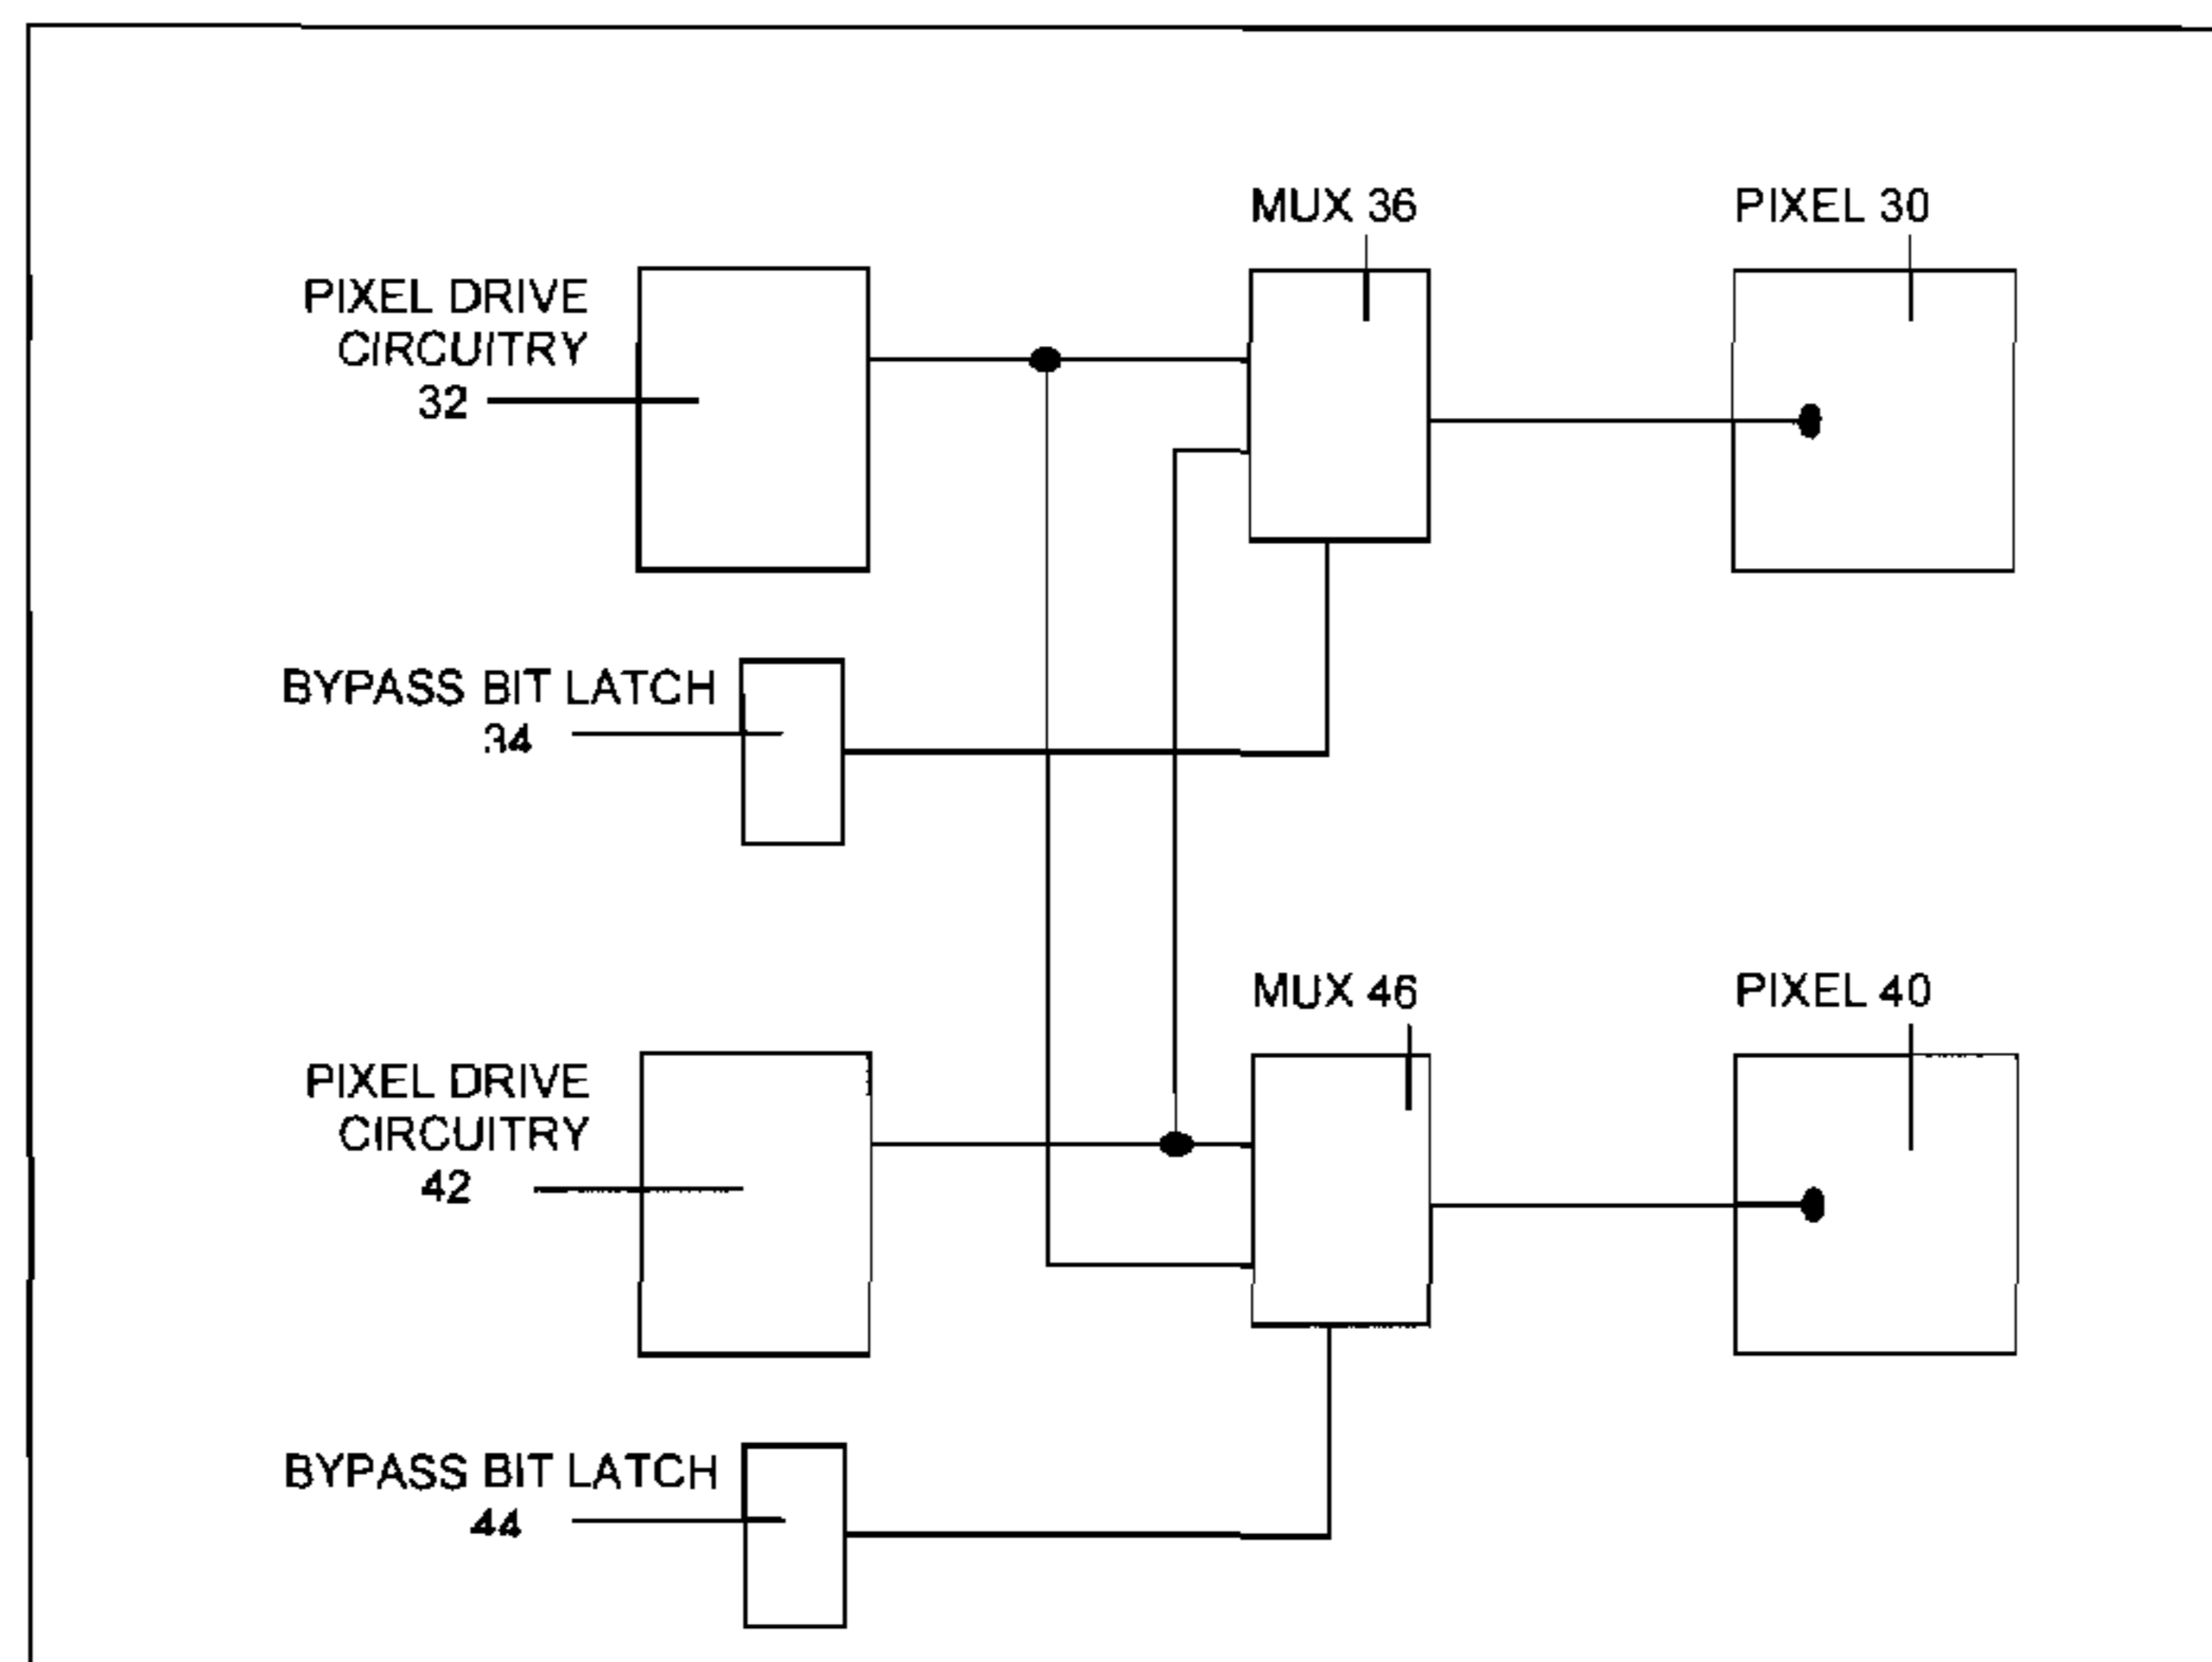 MUX 36
PIXEL 30
PIXEL DRIVE
CIRCUITRY
32
BYPASS BIT LATCH
34
MUX 46
PIXEL 40
PIXEL DRIVE
CIRCUITRY
42
BYPASS BIT LATCH
44